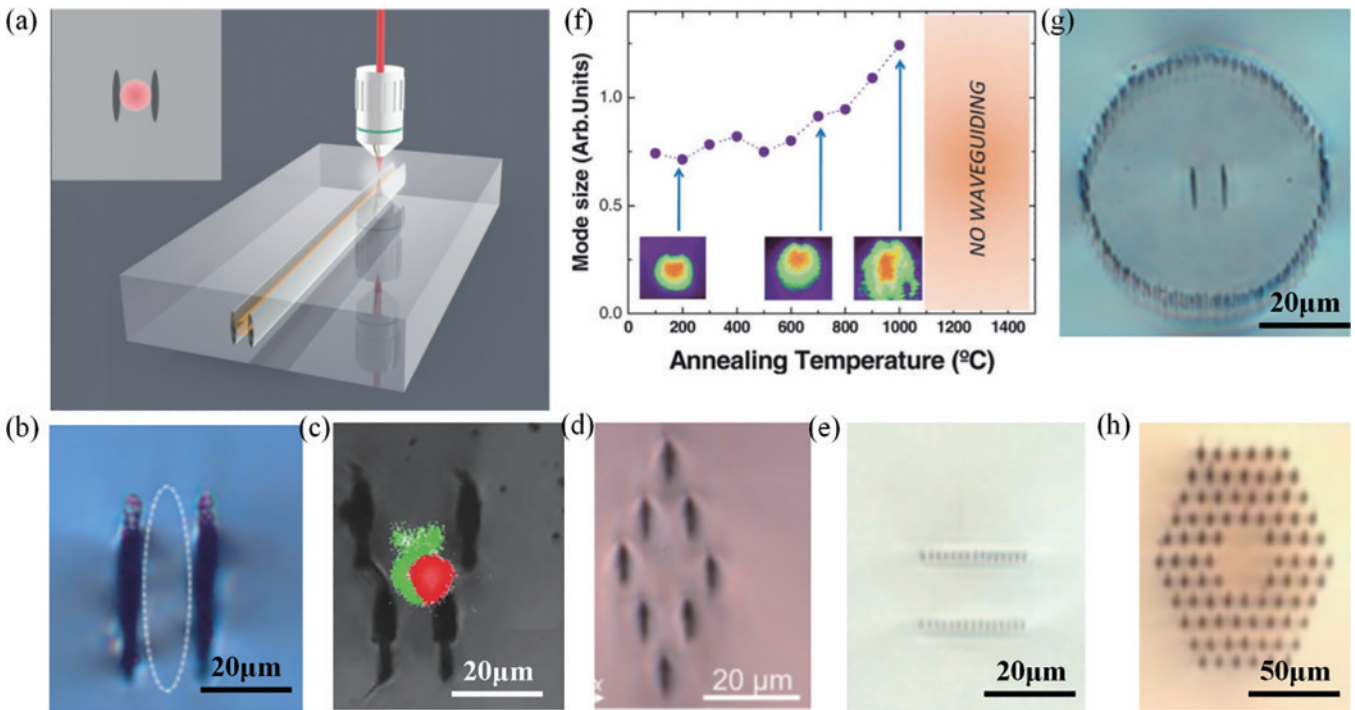 (a)
(b)
20µm
(c)
20µm
(d)
x
20 µm
(e)
20µm
(f)
Mode size (Arb.Units)
1.0
0.5
0.0
NO WAVEGUIDING
0 200 400 600 800 1000 1200 1400
Annealing Temperature (ºC)
(g)
20µm
(h)
50µm